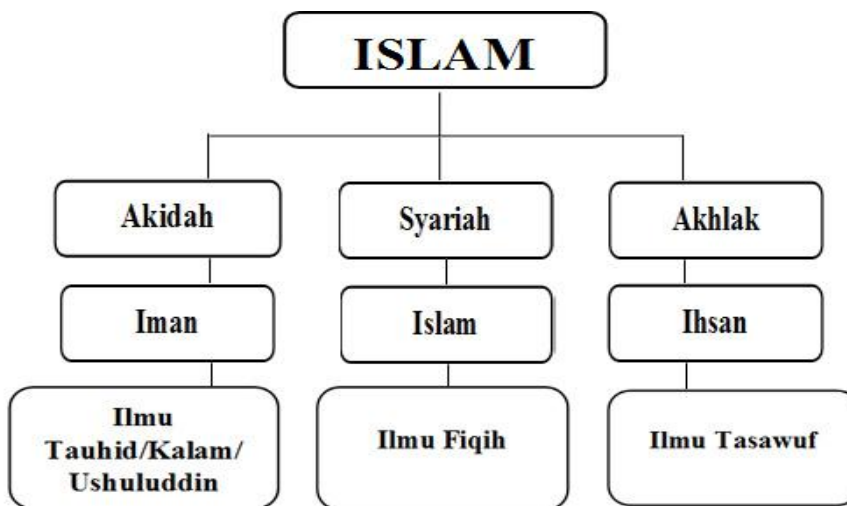 ISLAM
Akidah
Syariah
Akhlak
Iman
Islam
Ihsan
Ilmu
Tauhid/Kalam/
Ushuluddin
Ilmu Fiqih
Ilmu Tasawuf